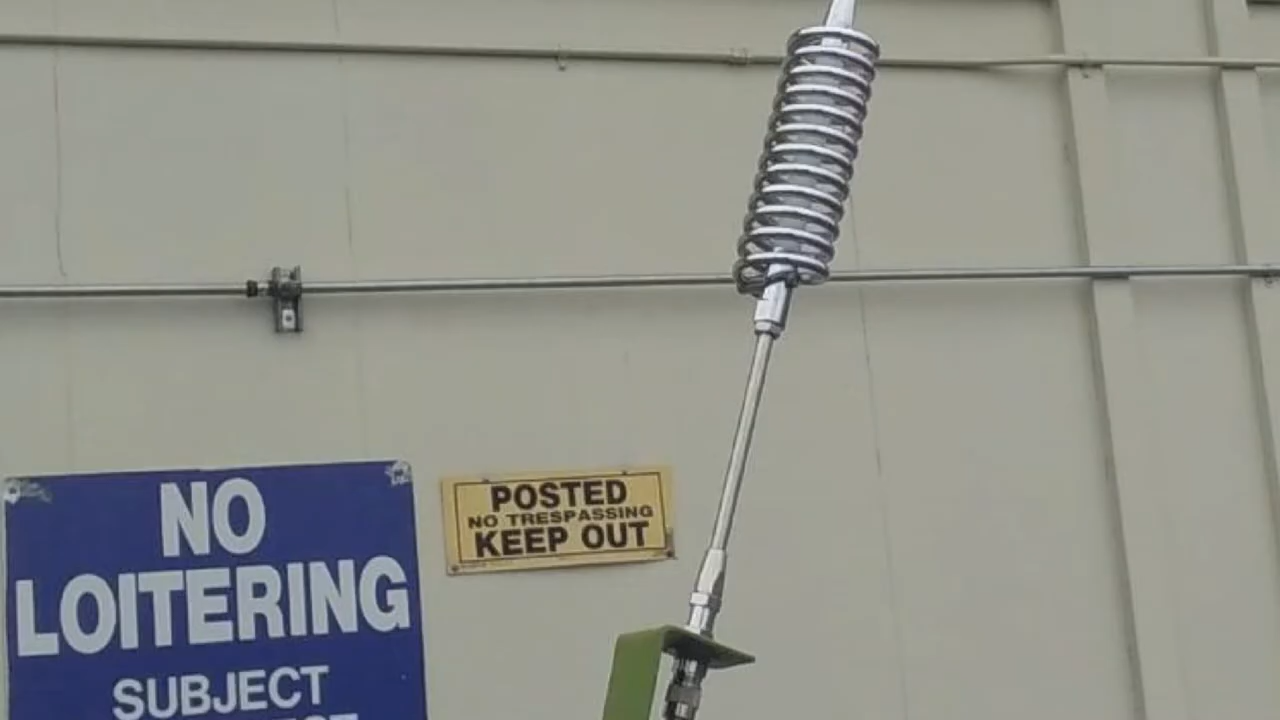 NO
LOITERING
SUBJECT
POSTED
NO TRESPASSING
KEEP OUT